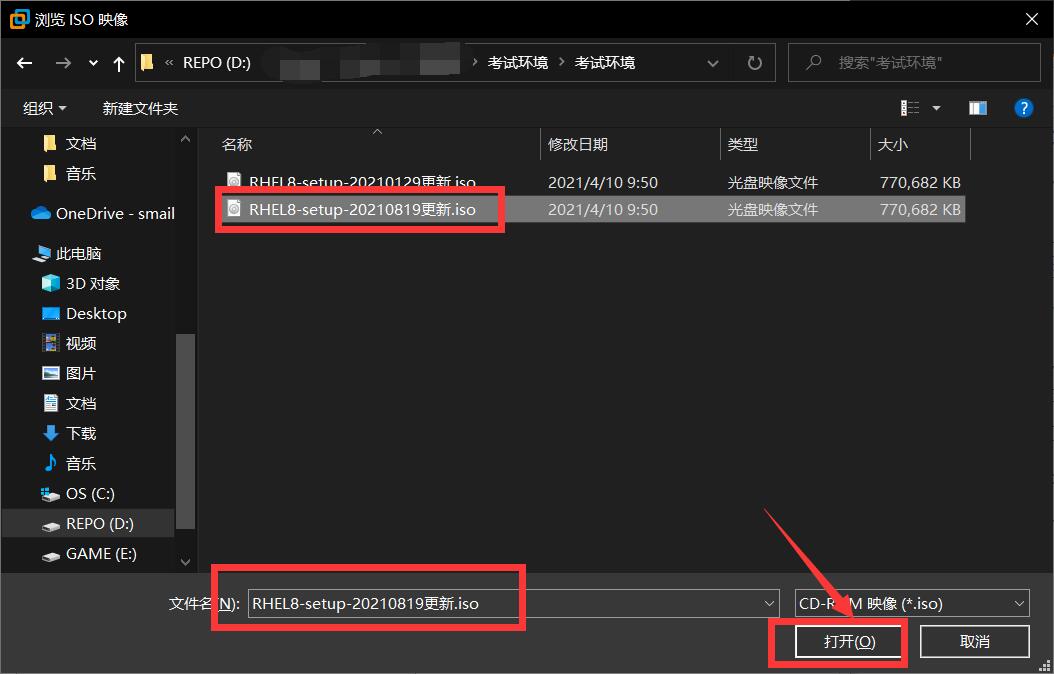 浏览 ISO 映像
« REPO (D:) › 考试环境 › 考试环境
搜索"考试环境"
组织 新建文件夹
名称 修改日期 类型 大小
RHEL8-setup-20210129更新.iso 2021/4/10 9:50 光盘映像文件 770,682 KB
RHEL8-setup-20210819更新.iso 2021/4/10 9:50 光盘映像文件 770,682 KB
文档
音乐
OneDrive - smail
此电脑
3D 对象
Desktop
视频
图片
文档
下载
音乐
OS (C:)
REPO (D:)
GAME (E:)
文件名(N): RHEL8-setup-20210819更新.iso
CD-ROM 映像 (*.iso)
打开(O) 取消